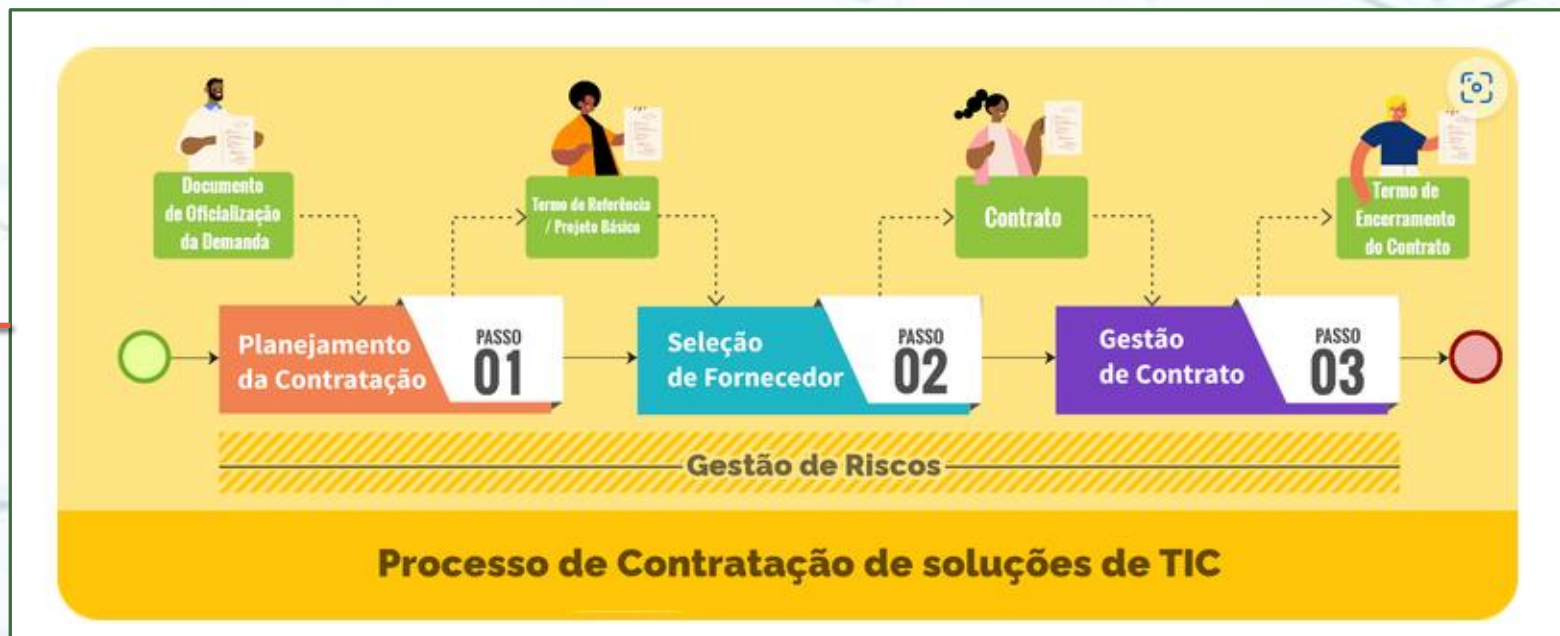 Documento
de Oficialização
da Demanda
Termo de Referência
/ Projeto Básico
Contrato
Termo de
Encerramento
do Contrato
Planejamento
da Contratação
PASSO
01
Seleção
de Fornecedor
PASSO
02
Gestão
de Contrato
PASSO
03
Gestão de Riscos
Processo de Contratação de soluções de TIC